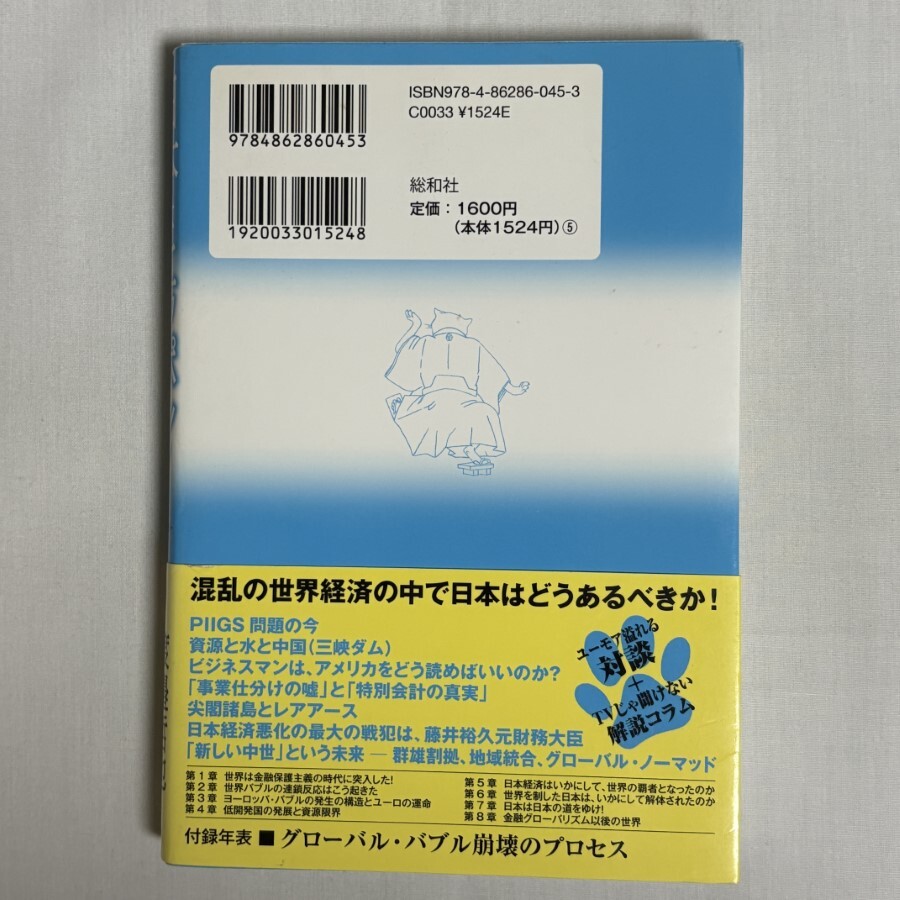 ISBN978-4-86286-045-3
C0033 ¥1524E
9784862860453
総和社
定価：1600円
（本体1524円）⑤
1920033015248
混乱の世界経済の中で日本はどうあるべきか！
PIIGS 問題の今
資源と水と中国（三峡ダム）
ビジネスマンは、アメリカをどう読めばいいのか？
「事業仕分けの嘘」と「特別会計の真実」
尖閣諸島とレアアース
日本経済悪化の最大の戦犯は、藤井裕久元財務大臣
「新しい中世」という未来 ― 群雄割拠、地域統合、グローバル・ノーマッド
ユーモア溢れる
対談
＋
TVじゃ聞けない
解説コラム
第１章 世界は金融保護主義の時代に突入した！
第２章 世界バブルの連鎖反応はこう起きた
第３章 ヨーロッパ・バブルの発生の構造とユーロの運命
第４章 低開発国の発展と資源限界
第５章 日本経済はいかにして、世界の覇者となったのか
第６章 世界を制した日本は、いかにして解体されたのか
第７章 日本は日本の道をゆけ！
第８章 金融グローバリズム以後の世界
付録年表 ■ グローバル・バブル崩壊のプロセス